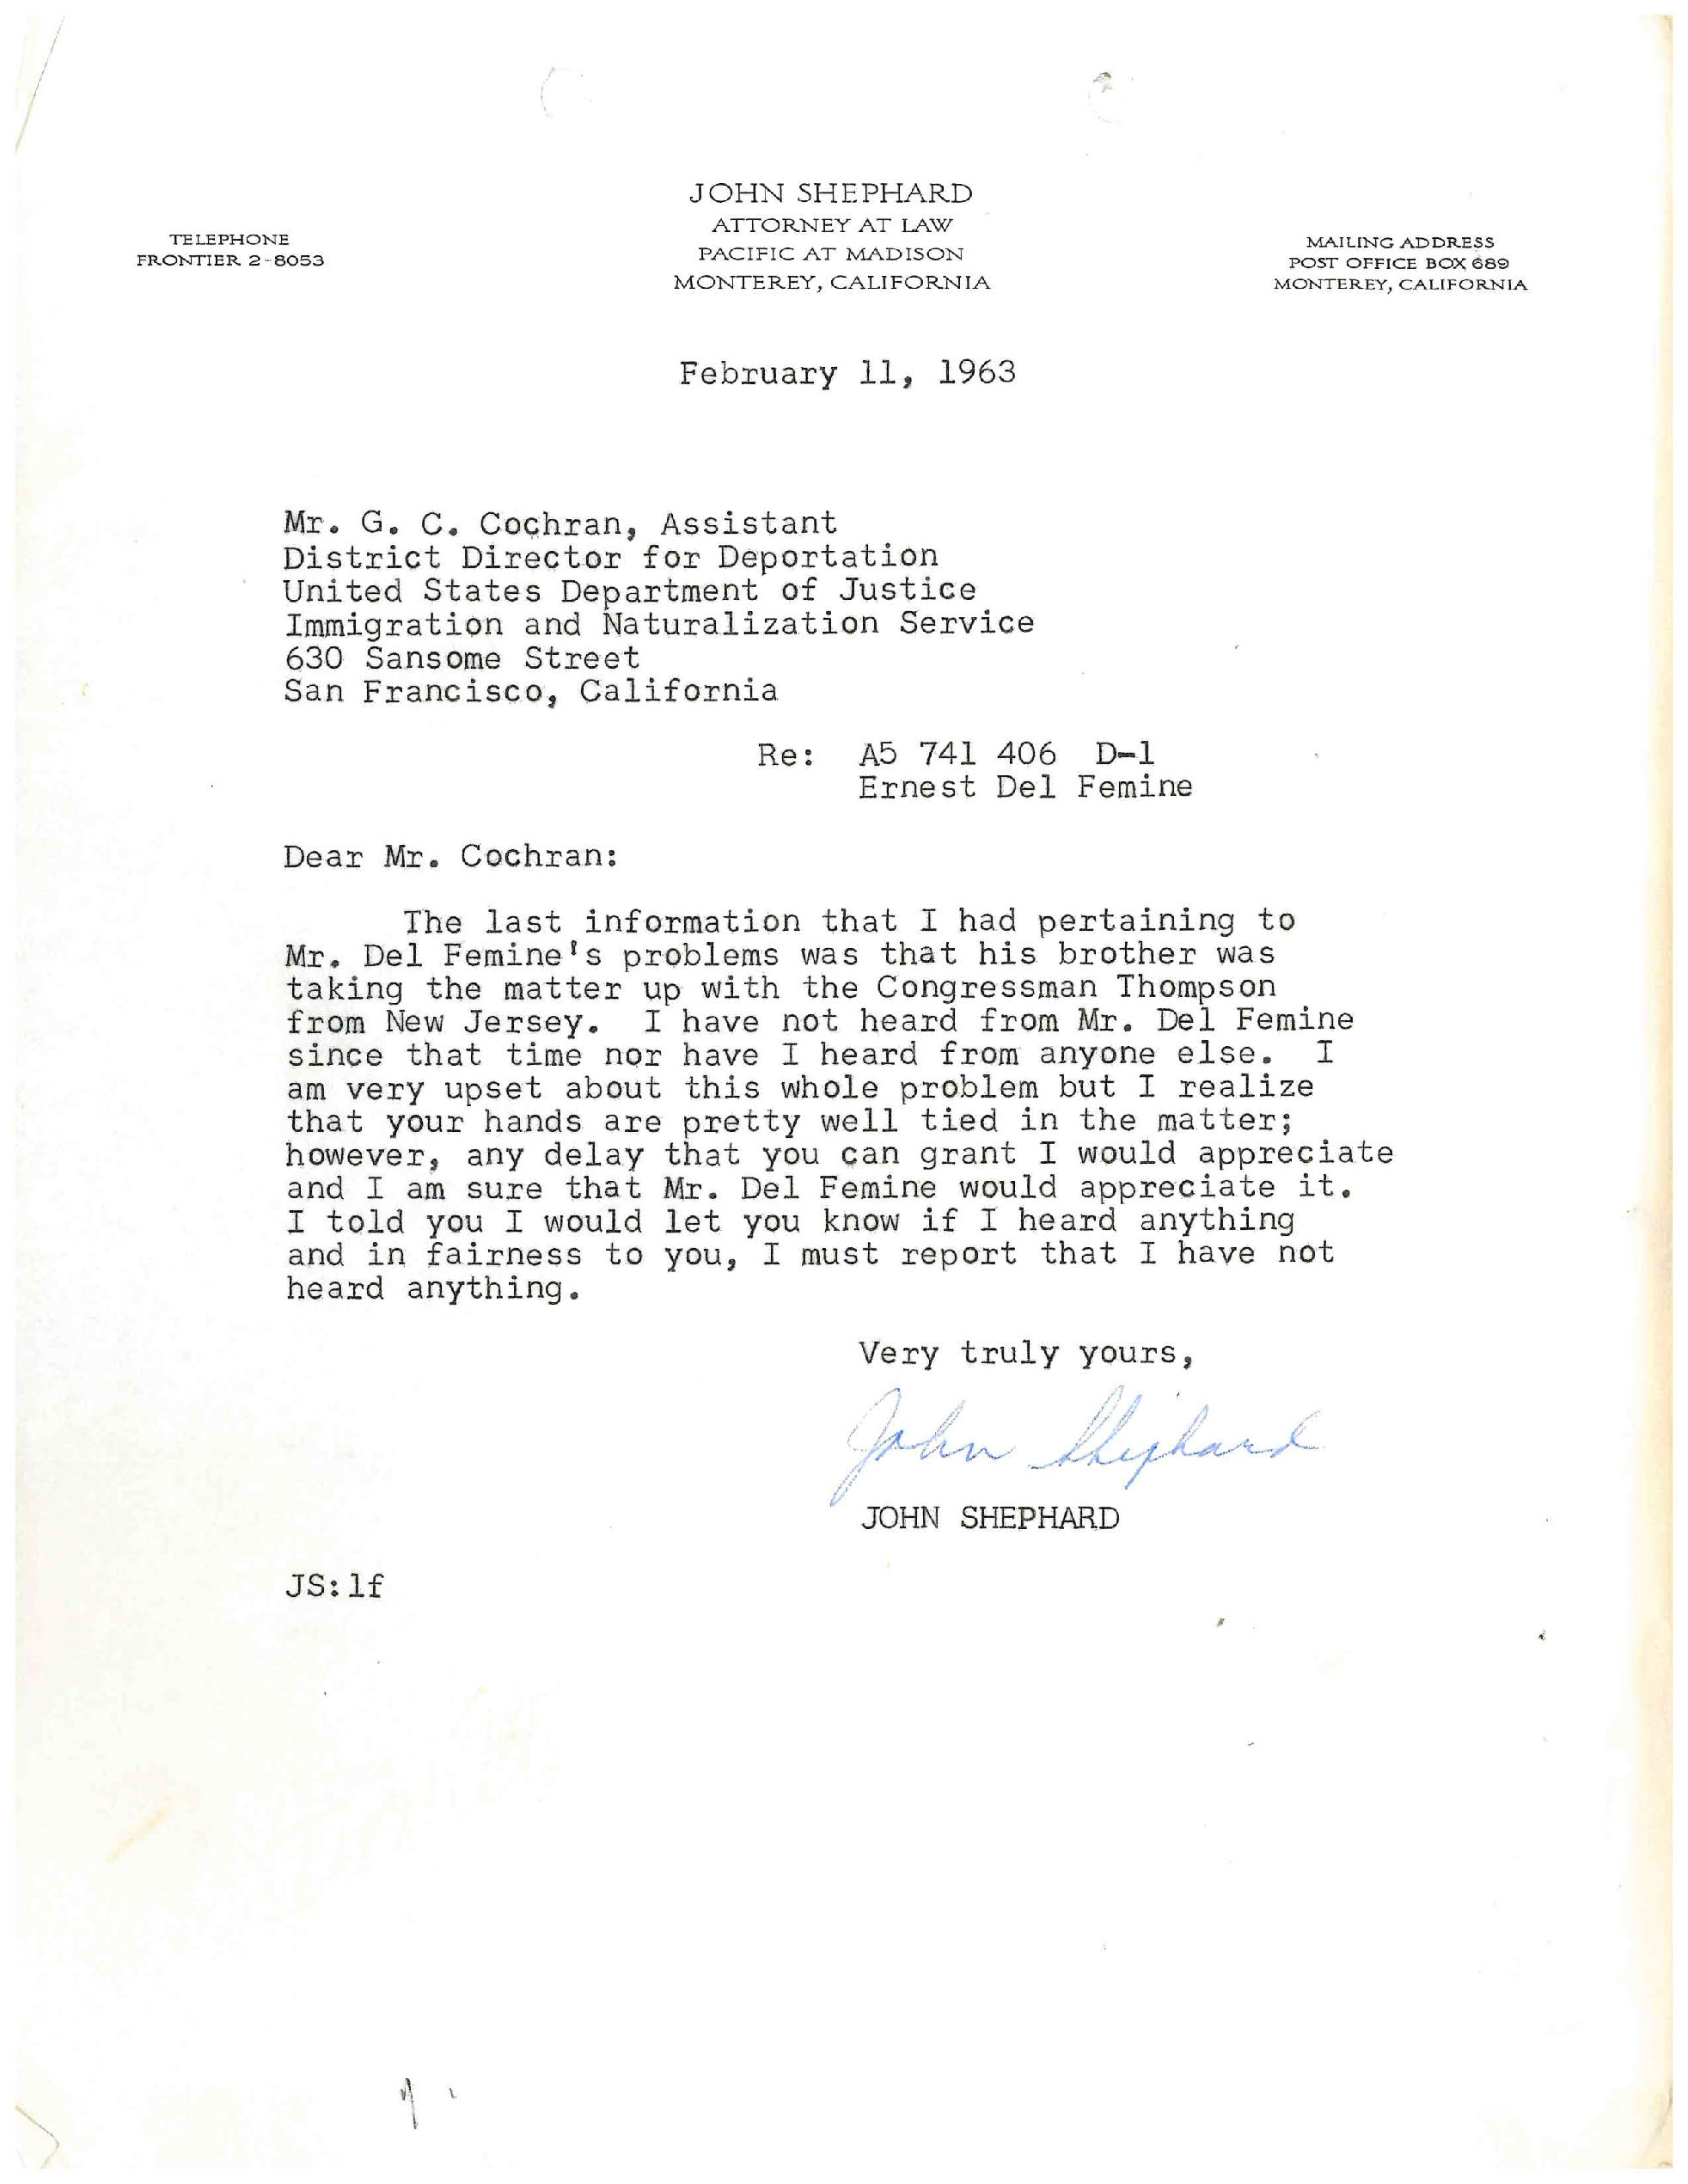 JOHN SHEPHARD
ATTORNEY AT LAW
PACIFIC AT MADISON
MONTEREY, CALIFORNIA
TELEPHONE
FRONTIER 2-8053
MAILING ADDRESS
POST OFFICE BOX 689
MONTEREY, CALIFORNIA
February 11, 1963
Mr. G. C. Cochran, Assistant
District Director for Deportation
United States Department of Justice
Immigration and Naturalization Service
630 Sansome Street
San Francisco, California
Re: A5 741 406 D-1
Ernest Del Femine
Dear Mr. Cochran:
The last information that I had pertaining to
Mr. Del Femine's problems was that his brother was
taking the matter up with the Congressman Thompson
from New Jersey. I have not heard from Mr. Del Femine
since that time nor have I heard from anyone else. I
am very upset about this whole problem but I realize
that your hands are pretty well tied in the matter;
however, any delay that you can grant I would appreciate
and I am sure that Mr. Del Femine would appreciate it.
I told you I would let you know if I heard anything
and in fairness to you, I must report that I have not
heard anything.
Very truly yours,
John Shephard
JOHN SHEPHARD
JS:lf